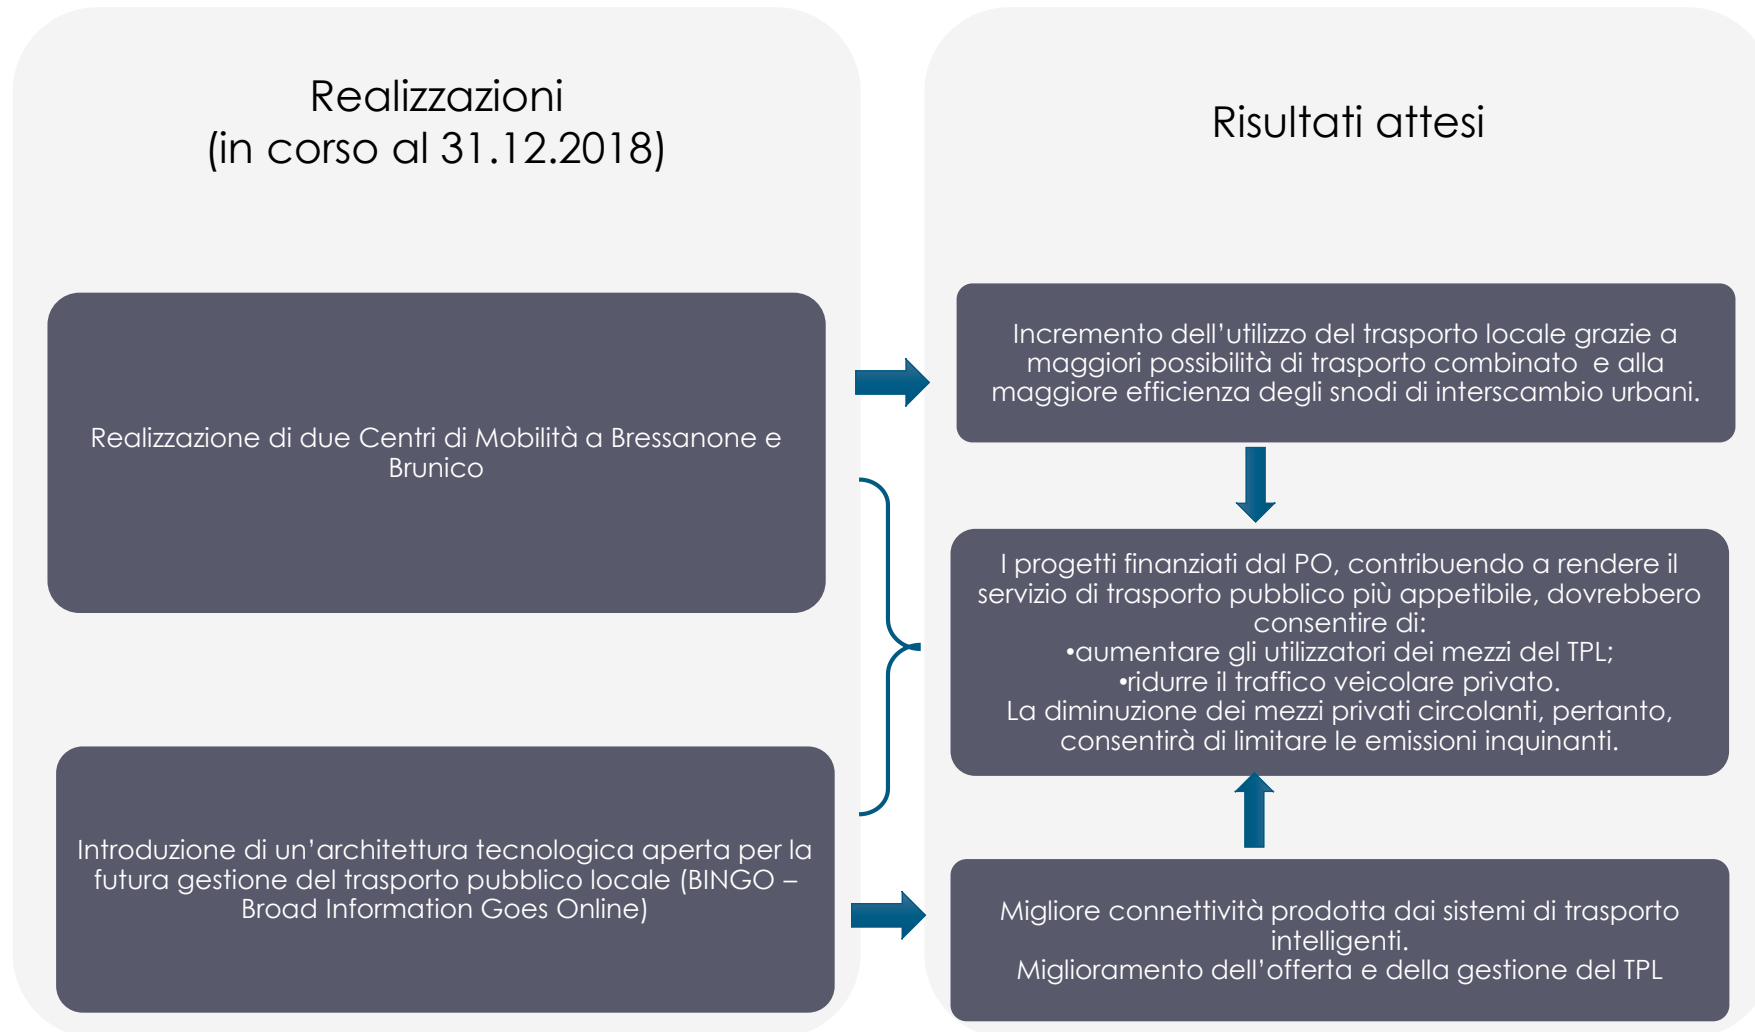 Realizzazioni
(in corso al 31.12.2018)
Realizzazione di due Centri di Mobilità a Bressanone e
Brunico
Introduzione di un’architettura tecnologica aperta per la
futura gestione del trasporto pubblico locale (BINGO –
Broad Information Goes Online)
Risultati attesi
Incremento dell’utilizzo del trasporto locale grazie a
maggiori possibilità di trasporto combinato e alla
maggiore efficienza degli snodi di interscambio urbani.
I progetti finanziati dal PO, contribuendo a rendere il
servizio di trasporto pubblico più appetibile, dovrebbero
consentire di:
•aumentare gli utilizzatori dei mezzi del TPL;
•ridurre il traffico veicolare privato.
La diminuzione dei mezzi privati circolanti, pertanto,
consentirà di limitare le emissioni inquinanti.
Migliore connettività prodotta dai sistemi di trasporto
intelligenti.
Miglioramento dell’offerta e della gestione del TPL